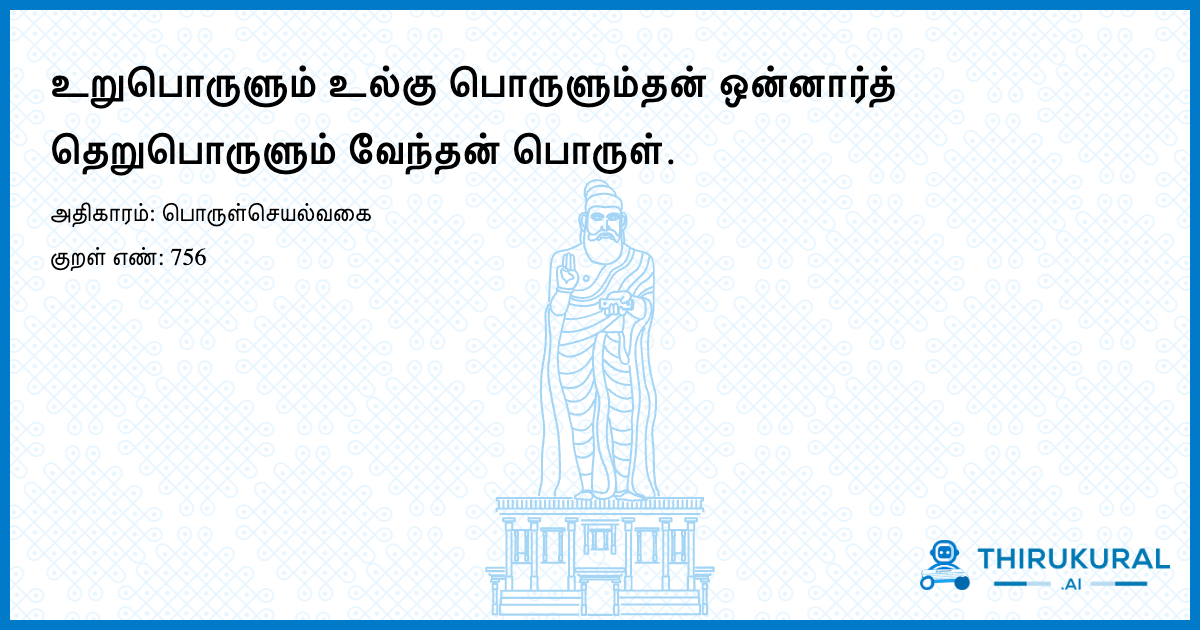 உறுபொருளும் உல்கு பொருளும்தன் ஒன்னார்த்
தெறுபொருளும் வேந்தன் பொருள்.
அதிகாரம்: பொருள்செயல்வகை
குறள் எண்: 756
THIRUKURAL
.AI